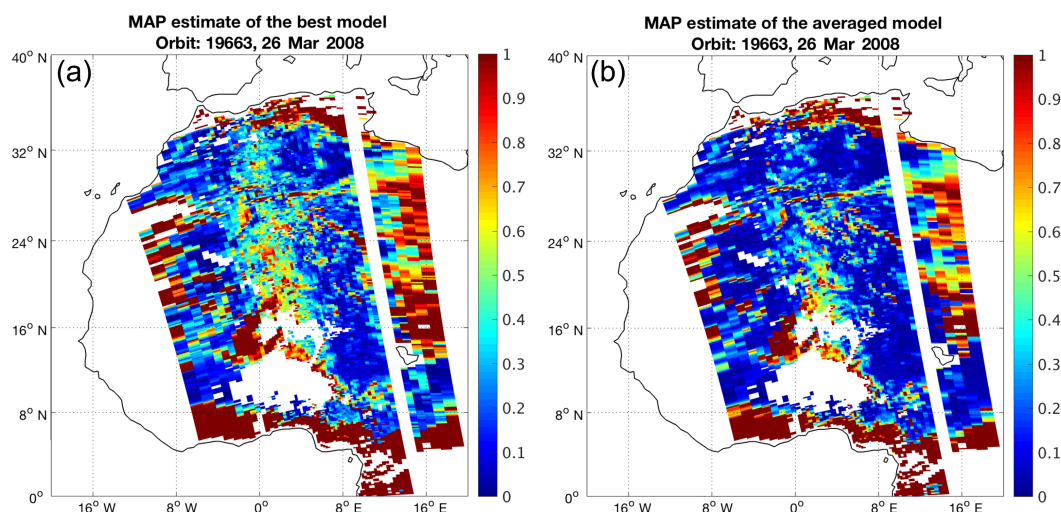 MAP estimate of the best model
Orbit: 19663, 26 Mar 2008
(a)
40° N
32° N
24° N
16° N
8° N
0°
16° W
8° W
0°
8° E
16° E
1
0.9
0.8
0.7
0.6
0.5
0.4
0.3
0.2
0.1
0
MAP estimate of the averaged model
Orbit: 19663, 26 Mar 2008
(b)
40° N
32° N
24° N
16° N
8° N
0°
16° W
8° W
0°
8° E
16° E
1
0.9
0.8
0.7
0.6
0.5
0.4
0.3
0.2
0.1
0